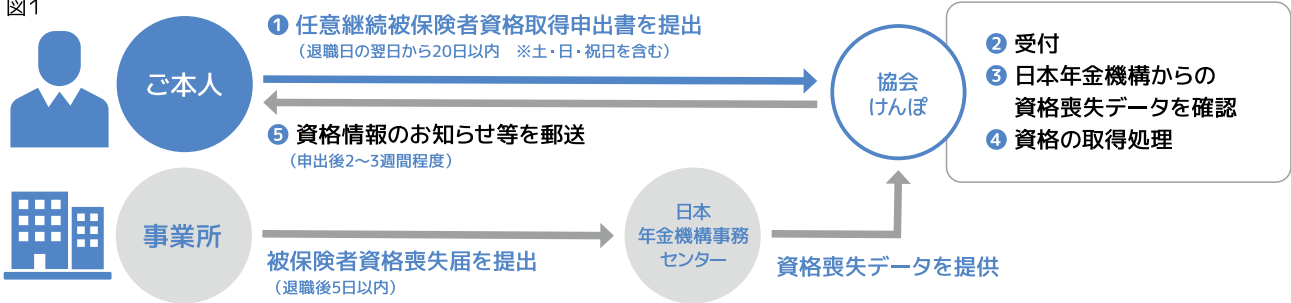 図1
❶ 任意継続被保険者資格取得申出書を提出
（退職日の翌日から20日以内　※土・日・祝日を含む）
ご本人
❺ 資格情報のお知らせ等を郵送
（申出後2～3週間程度）
協会
けんぽ
❷ 受付
❸ 日本年金機構からの
資格喪失データを確認
❹ 資格の取得処理
事業所
被保険者資格喪失届を提出
（退職後5日以内）
日本
年金機構事務
センター
資格喪失データを提供